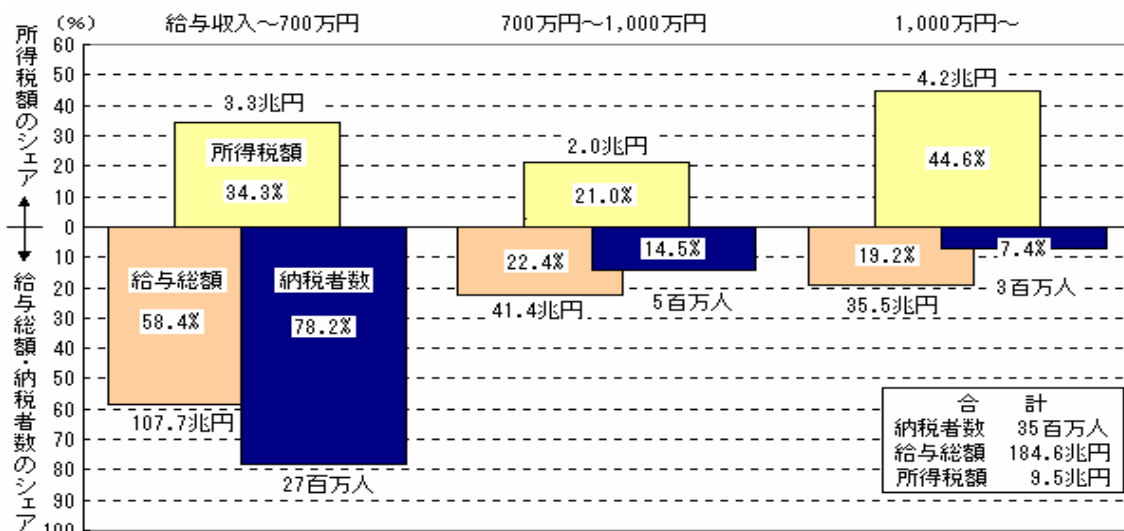 (%)
給与収入～700万円
700万円～1,000万円
1,000万円～
所得税額のシェア
給与総額・納税者数のシェア
60
50
40
30
20
10
0
10
20
30
40
50
60
70
80
90
100
3.3兆円
所得税額
34.3%
給与総額
58.4%
107.7兆円
納税者数
78.2%
27百万人
2.0兆円
21.0%
22.4%
41.4兆円
14.5%
5百万人
4.2兆円
44.6%
19.2%
35.5兆円
7.4%
3百万人
合 計
納税者数 35百万人
給与総額 184.6兆円
所得税額 9.5兆円